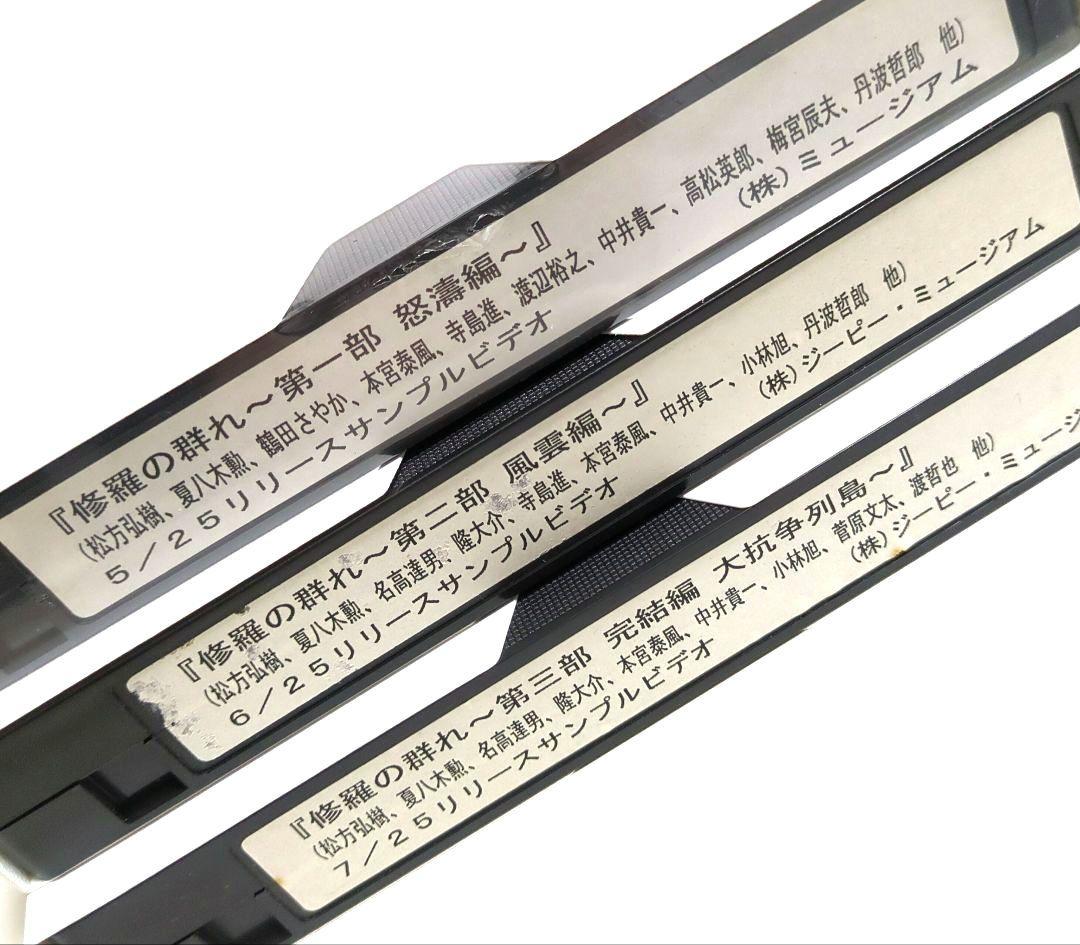 『修羅の群れ～第一部 怒濤編～』
(松方弘樹、夏八木勲、鶴田さやか、本宮泰風、寺島進、渡辺裕之、中井貴一、高松英郎、梅宮辰夫、丹波哲郎 他)
5／25リリースサンプルビデオ (株)ミュージアム
『修羅の群れ～第二部 風雲編～』
(松方弘樹、夏八木勲、名高達男、隆大介、寺島進、本宮泰風、中井貴一、小林旭、丹波哲郎 他)
6／25リリースサンプルビデオ (株)ジーピー・ミュージアム
『修羅の群れ～第三部 完結編 大抗争列島～』
(松方弘樹、夏八木勲、名高達男、隆大介、本宮泰風、中井貴一、小林旭、菅原文太、渡哲也 他)
7／25リリースサンプルビデオ (株)ジーピー・ミュージ